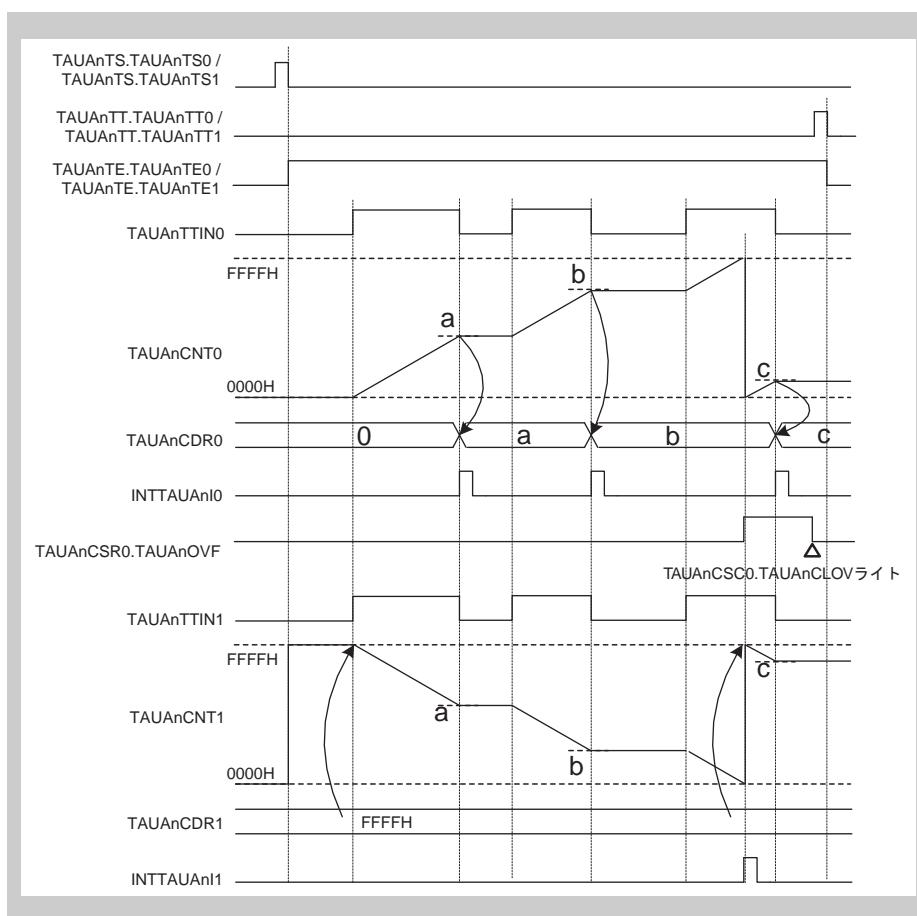 TAUAnTS.TAUAnTS0 /
TAUAnTS.TAUAnTS1
TAUAnTT.TAUAnTT0 /
TAUAnTT.TAUAnTT1
TAUAnTE.TAUAnTE0 /
TAUAnTE.TAUAnTE1
TAUAnTTIN0
FFFFH
b
a
TAUAnCNT0
c
0000H
TAUAnCDR0
0
a
b
c
INTTAUAnI0
TAUAnCSR0.TAUAnOVF
TAUAnCSC0.TAUAnCLOVライト
TAUAnTTIN1
FFFFH
c
TAUAnCNT1
a
b
0000H
TAUAnCDR1
FFFFH
INTTAUAnI1